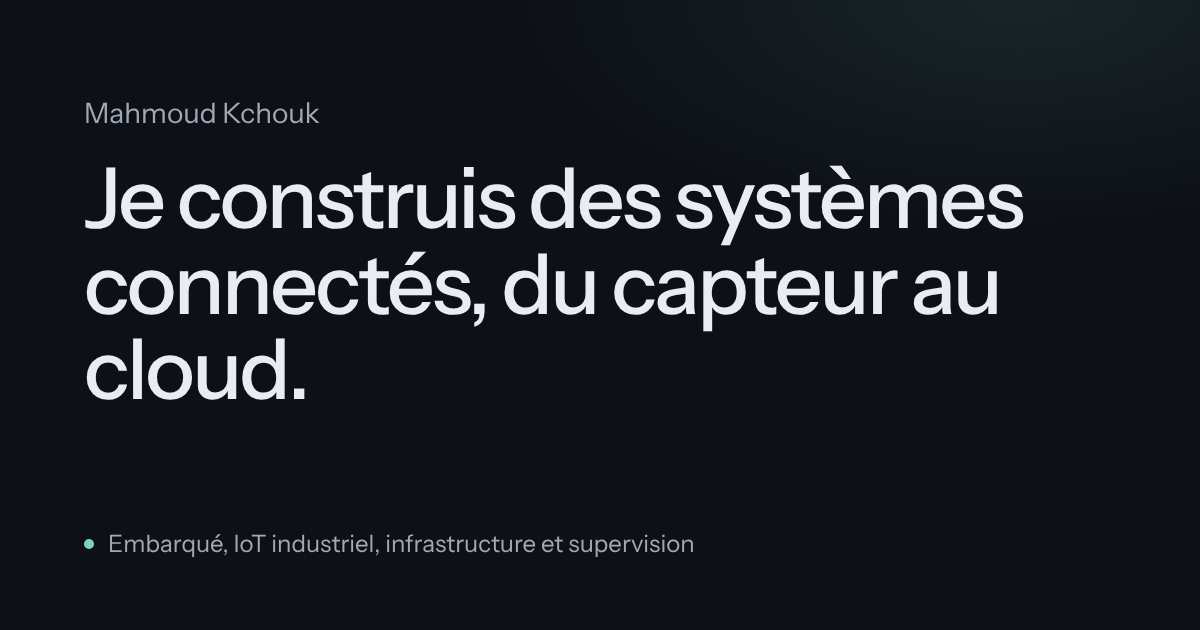 Mahmoud Kchouk
Je construis des systèmes
connectés, du capteur au
cloud.
Embarqué, IoT industriel, infrastructure et supervision